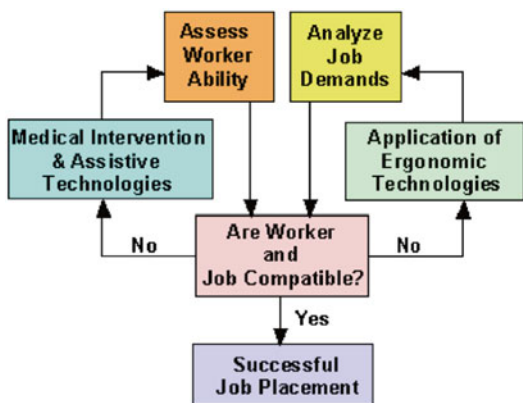 Assess
Worker
Ability
Analyze
Job
Demands
Medical Intervention
& Assistive
Technologies
Application of
Ergonomic
Technologies
No
Are Worker
and
Job Compatible?
No
Yes
Successful
Job Placement